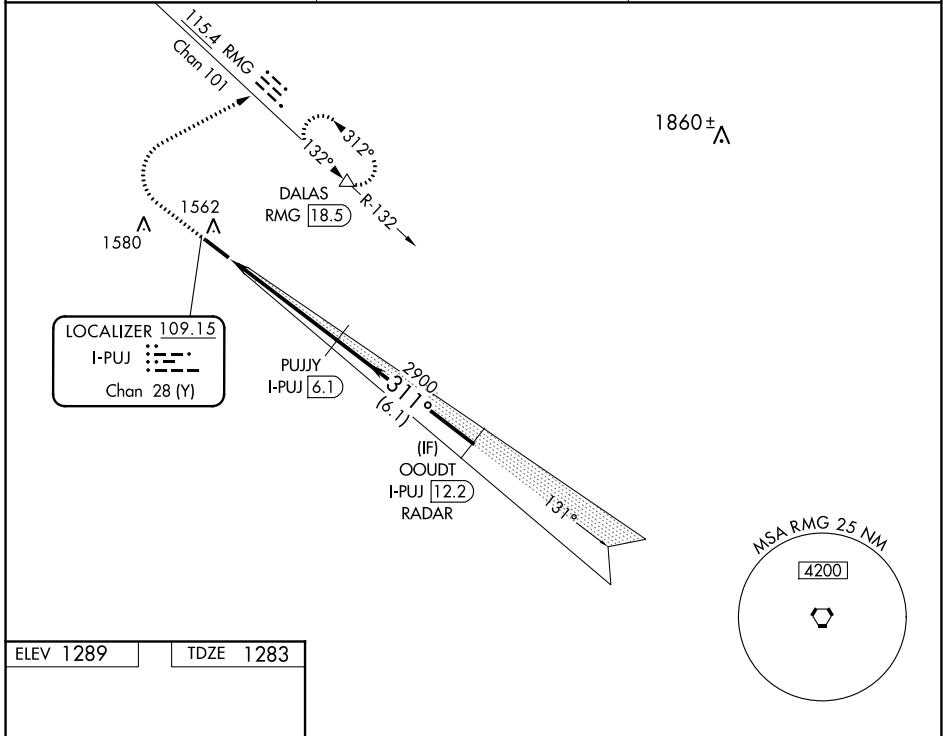 115.4 RMG
Chan 101
1860±
312°
132°
DALAS
RMG 18.5
R-132
1562
1580
LOCALIZER 109.15
I-PUJ
Chan 28 (Y)
PUJJY
I-PUJ 6.1
2900
311°
(6.1)
(IF)
OOUDT
I-PUJ 12.2
RADAR
131°
MSA RMG 25 NM
4200
ELEV 1289
TDZE 1283